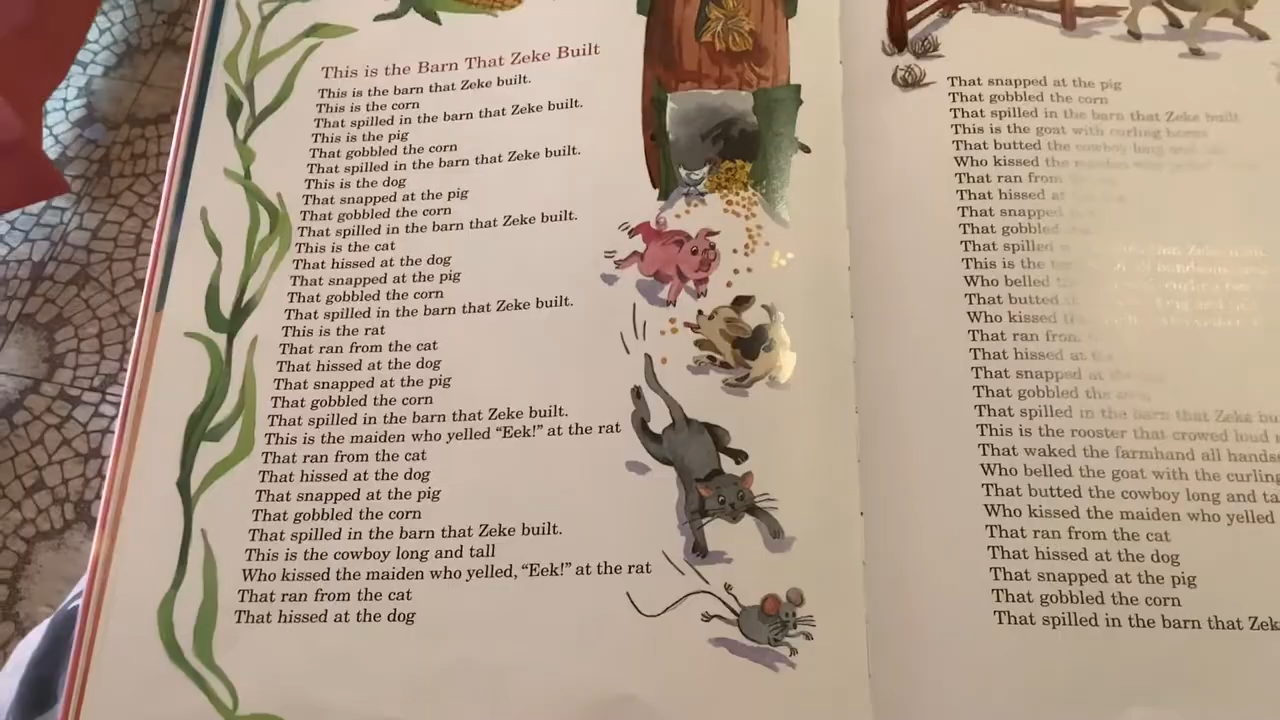 This is the Barn That Zeke Built
This is the barn that Zeke built.
This is the corn
That spilled in the barn that Zeke built.
This is the pig
That gobbled the corn
That spilled in the barn that Zeke built.
This is the dog
That snapped at the pig
That gobbled the corn
That spilled in the barn that Zeke built.
This is the cat
That hissed at the dog
That snapped at the pig
That gobbled the corn
That spilled in the barn that Zeke built.
This is the rat
That ran from the cat
That hissed at the dog
That snapped at the pig
That gobbled the corn
That spilled in the barn that Zeke built.
This is the maiden who yelled “Eek!” at the rat
That ran from the cat
That hissed at the dog
That snapped at the pig
That gobbled the corn
That spilled in the barn that Zeke built.
This is the cowboy long and tall
Who kissed the maiden who yelled, “Eek!” at the rat
That ran from the cat
That hissed at the dog
That snapped at the pig
That gobbled the corn
That spilled in the barn that Zeke built
This is the goat with curling horns
That butted the cowboy long and
Who kissed the maiden
That ran from
That hissed at
That snapped
That gobbled
That spilled
This is the
Who belled
That butted
Who kissed
That ran from
That hissed at
That snapped at
That gobbled the
That spilled in the barn that Zeke
This is the rooster that crowed loud
That waked the farmhand all
Who belled the goat with the curling
That butted the cowboy long and
Who kissed the maiden who yelled
That ran from the cat
That hissed at the dog
That snapped at the pig
That gobbled the corn
That spilled in the barn that